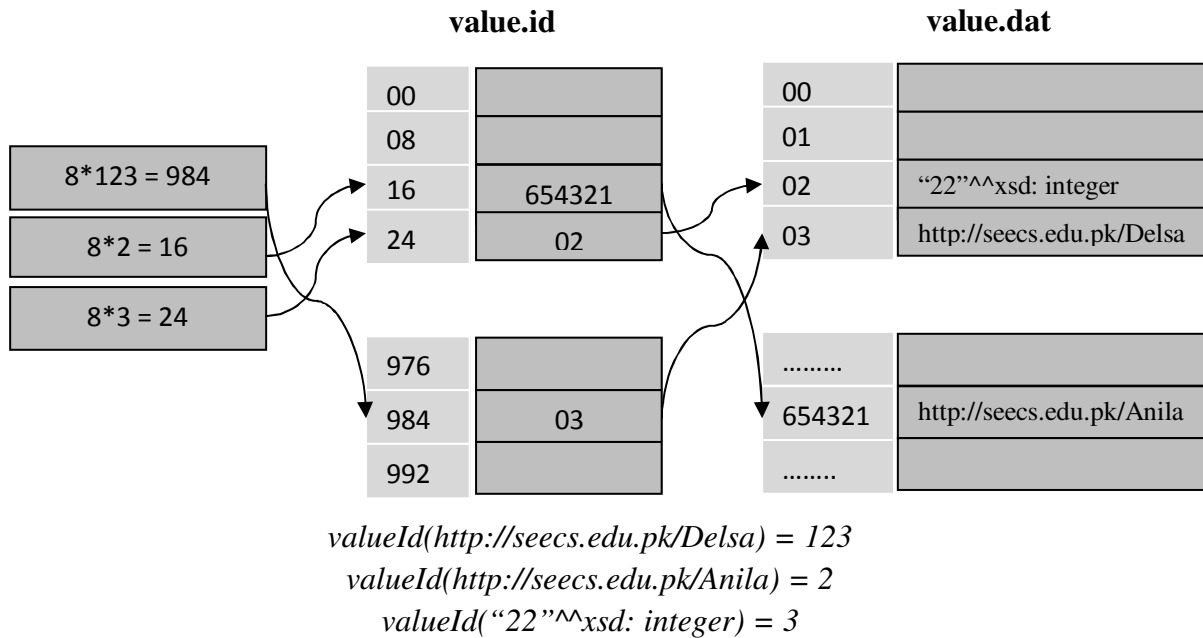 value.id
value.dat
8*123 = 984
8*2 = 16
8*3 = 24
00
08
16 654321
24 02
976
984 03
992
00
01
02 “22”^^xsd: integer
03 http://seecs.edu.pk/Delsa
………
654321 http://seecs.edu.pk/Anila
……..
valueId(http://seecs.edu.pk/Delsa) = 123
valueId(http://seecs.edu.pk/Anila) = 2
valueId(“22”^^xsd: integer) = 3